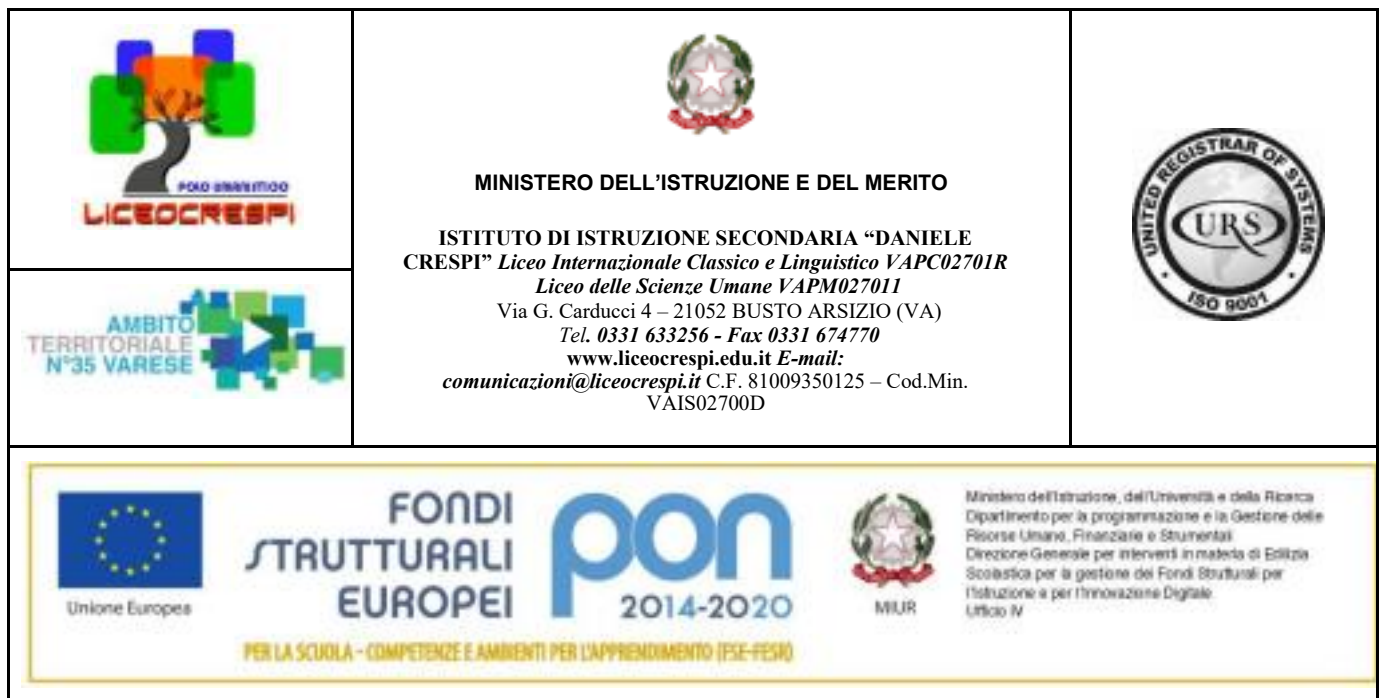 POLO UMANISTICO
LICEOCRESPI
AMBITO
TERRITORIALE
N°35 VARESE
MINISTERO DELL’ISTRUZIONE E DEL MERITO
ISTITUTO DI ISTRUZIONE SECONDARIA “DANIELE
CRESPI” Liceo Internazionale Classico e Linguistico VAPC02701R
Liceo delle Scienze Umane VAPM027011
Via G. Carducci 4 – 21052 BUSTO ARSIZIO (VA)
Tel. 0331 633256 - Fax 0331 674770
www.liceocrespi.edu.it E-mail:
comunicazioni@liceocrespi.it C.F. 81009350125 – Cod.Min.
VAIS02700D
UNITED REGISTRAR OF SYSTEMS
URS
ISO 9001
Unione Europea
FONDI
STRUTTURALI
EUROPEI
pon
2014-2020
PER LA SCUOLA - COMPETENZE E AMBIENTI PER L'APPRENDIMENTO (FSE-FESR)
MIUR
Ministero dell'Istruzione, dell'Università e della Ricerca
Dipartimento per la programmazione e la Gestione delle
Risorse Umane, Finanziarie e Strumentali
Direzione Generale per interventi in materia di Edilizia
Scolastica per la gestione dei Fondi Strutturali per
l'Istruzione e per l'Innovazione Digitale
Ufficio IV